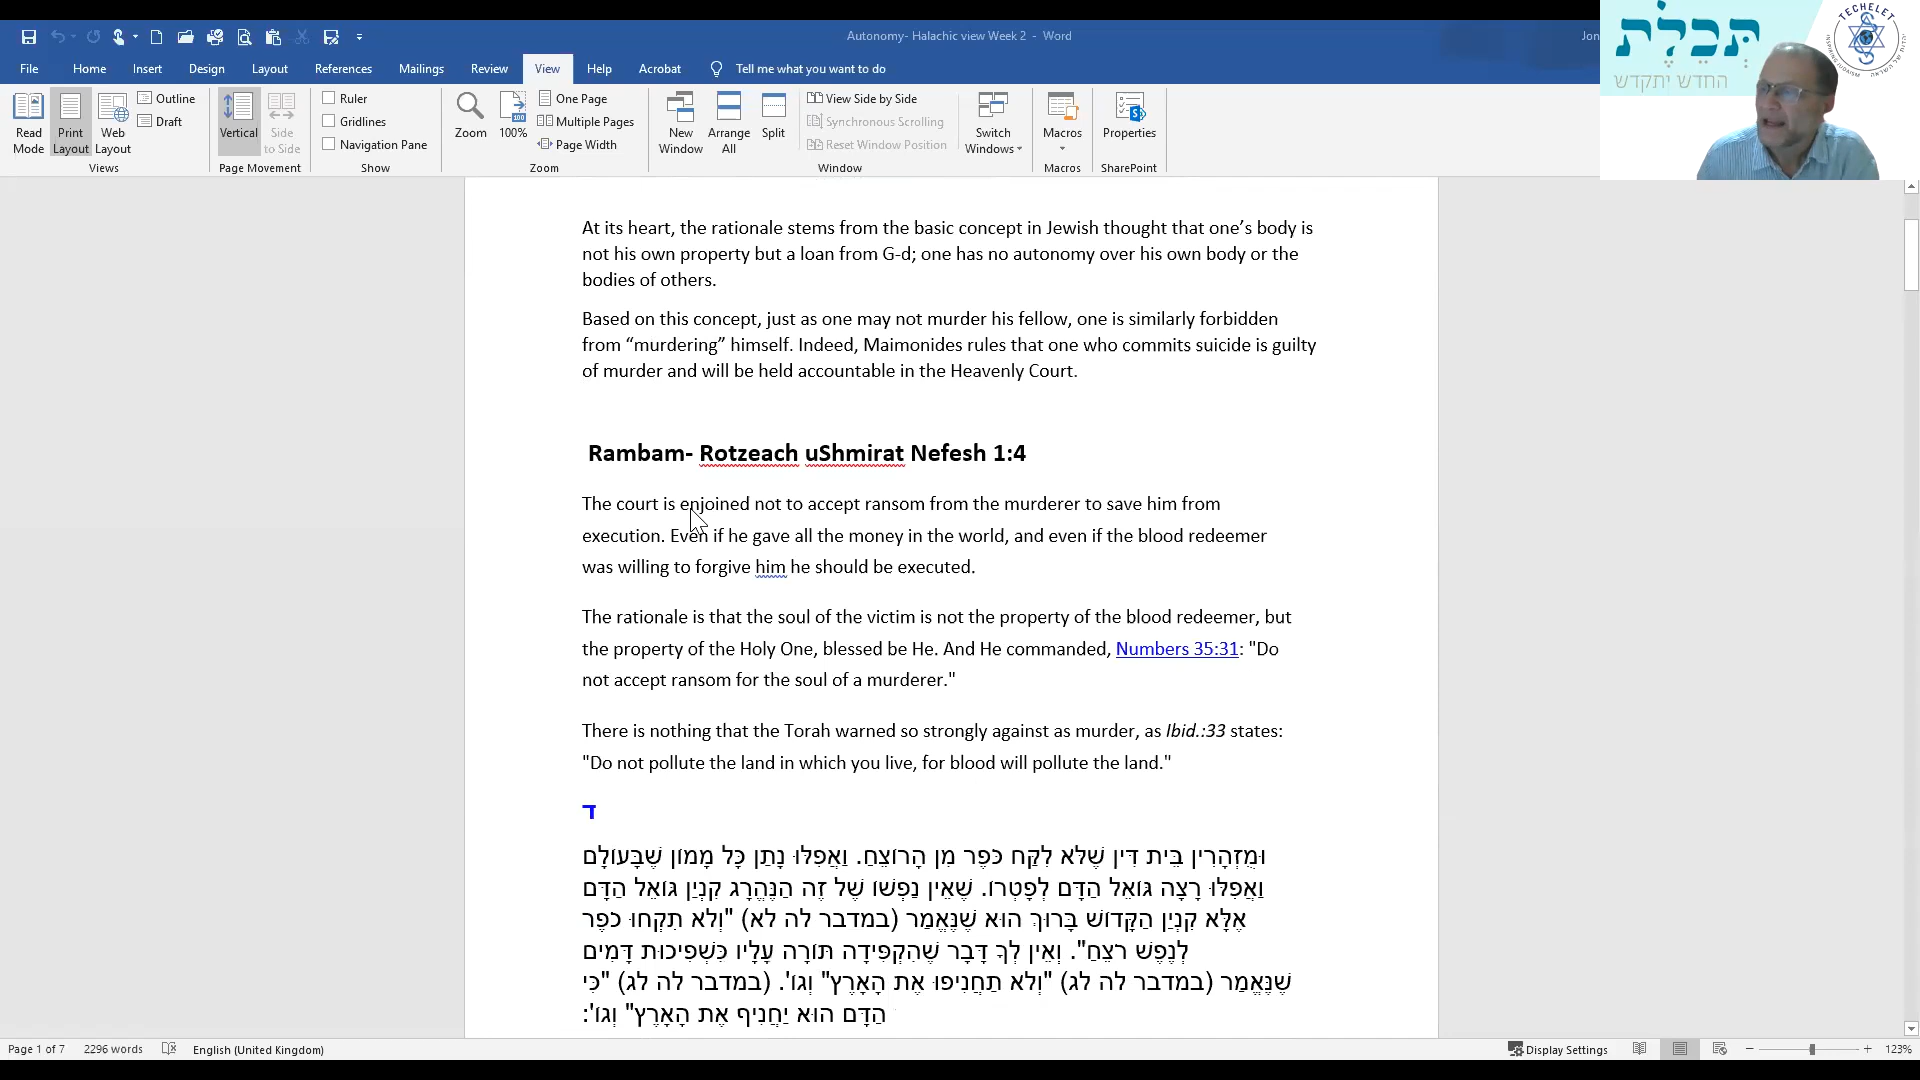 Autonomy- Halachic view Week 2 - Word
Jon
File Home Insert Design Layout References Mailings Review View Help Acrobat Tell me what you want to do
Read Mode
Print Layout
Web Layout
Outline
Draft
Views
Vertical
Side to Side
Page Movement
Ruler
Gridlines
Navigation Pane
Show
Zoom
100%
One Page
Multiple Pages
Page Width
Zoom
New Window
Arrange All
Split
View Side by Side
Synchronous Scrolling
Reset Window Position
Window
Switch Windows
Macros
Macros
Properties
SharePoint
תְּכֵלֶת
החדש יתקדש
TECHELET
At its heart, the rationale stems from the basic concept in Jewish thought that one’s body is
not his own property but a loan from G-d; one has no autonomy over his own body or the
bodies of others.
Based on this concept, just as one may not murder his fellow, one is similarly forbidden
from “murdering” himself. Indeed, Maimonides rules that one who commits suicide is guilty
of murder and will be held accountable in the Heavenly Court.
Rambam- Rotzeach uShmirat Nefesh 1:4
The court is enjoined not to accept ransom from the murderer to save him from
execution. Even if he gave all the money in the world, and even if the blood redeemer
was willing to forgive him he should be executed.
The rationale is that the soul of the victim is not the property of the blood redeemer, but
the property of the Holy One, blessed be He. And He commanded, Numbers 35:31: "Do
not accept ransom for the soul of a murderer."
There is nothing that the Torah warned so strongly against as murder, as Ibid.:33 states:
"Do not pollute the land in which you live, for blood will pollute the land."
ד
וּמֻזְהָרִין בֵּית דִּין שֶׁלֹּא לִקַּח כֹּפֶר מִן הָרוֹצֵחַ. וַאֲפִלּוּ נָתַן כָּל מָמוֹן שֶׁבָּעוֹלָם
וַאֲפִלּוּ רָצָה גּוֹאֵל הַדָּם לְפָטְרוֹ. שֶׁאֵין נַפְשׁוֹ שֶׁל זֶה הַנֶּהֱרָג קִנְיַן גּוֹאֵל הַדָּם
אֶלָּא קִנְיַן הַקָּדוֹשׁ בָּרוּךְ הוּא שֶׁנֶּאֱמַר (במדבר לה לא) "וְלֹא תִקְחוּ כֹפֶר
לְנֶפֶשׁ רֹצֵחַ". וְאֵין לְךָ דָּבָר שֶׁהִקְפִּידָה תּוֹרָה עָלָיו כִּשְׁפִיכוּת דָּמִים
שֶׁנֶּאֱמַר (במדבר לה לג) "וְלֹא תַחֲנִיפוּ אֶת הָאָרֶץ" וְגוֹ'. (במדבר לה לג) "כִּי
הַדָּם הוּא יַחֲנִיף אֶת הָאָרֶץ" וְגוֹ':
Page 1 of 7 2296 words English (United Kingdom) Display Settings 123%